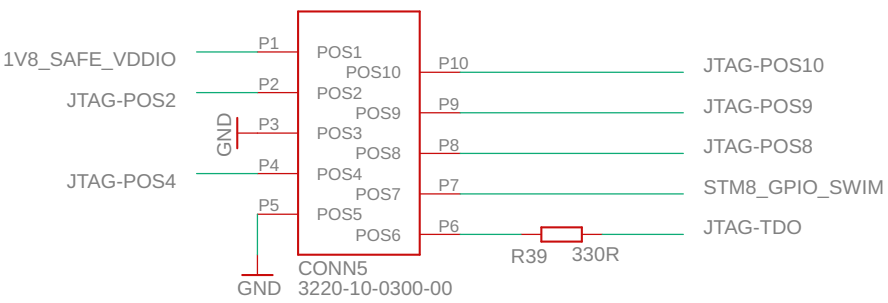 P1
1V8_SAFE_VDDIO
POS1
P10
JTAG-POS10
POS10
P2
JTAG-POS2
POS2
P9
JTAG-POS9
POS9
GND
P3
POS3
P8
JTAG-POS8
POS8
P4
JTAG-POS4
POS4
P7
STM8_GPIO_SWIM
POS7
P5
POS5
P6
JTAG-TDO
POS6
R39
330R
CONN5
GND
3220-10-0300-00